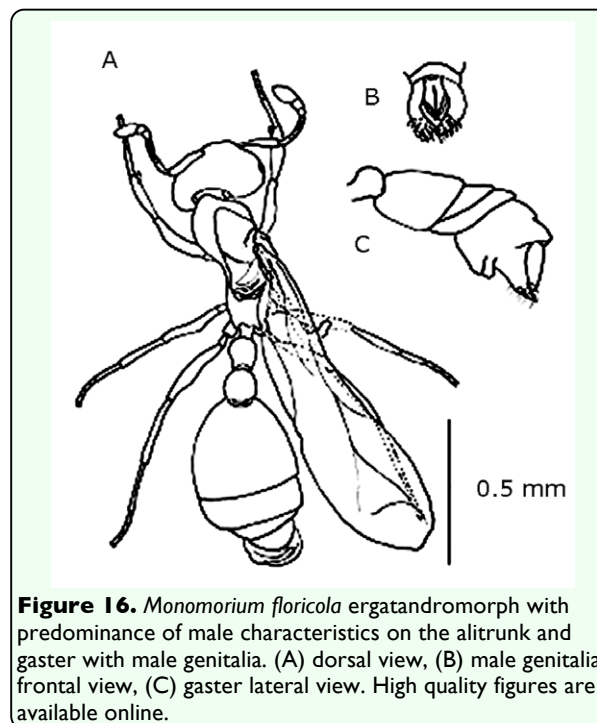 A
B
C
0.5 mm
Figure 16. Monomorium floricola ergatandromorph with
predominance of male characteristics on the alitrunk and
gaster with male genitalia. (A) dorsal view, (B) male genitalia
frontal view, (C) gaster lateral view. High quality figures are
available online.